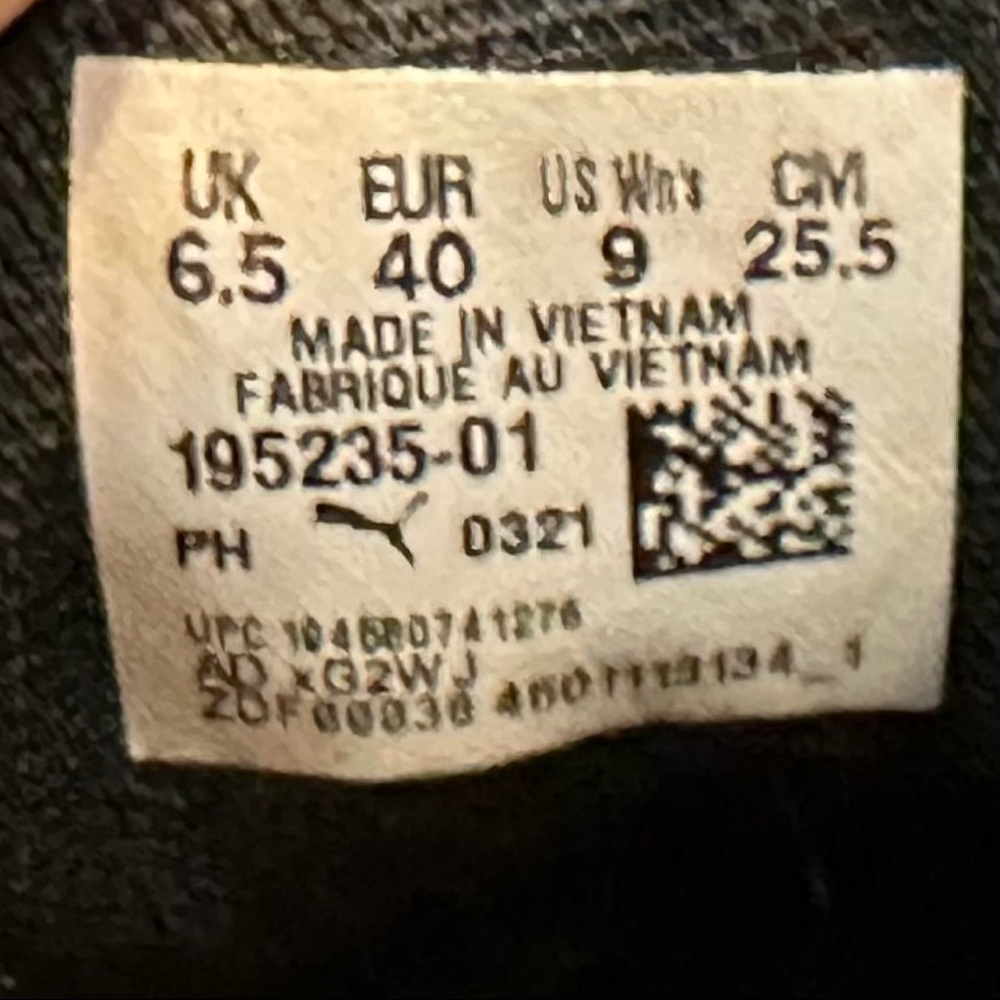 UK EUR US Wn's CM
6.5 40 9 25.5
MADE IN VIETNAM
FABRIQUE AU VIETNAM
195235-01
PH 0321
UPC